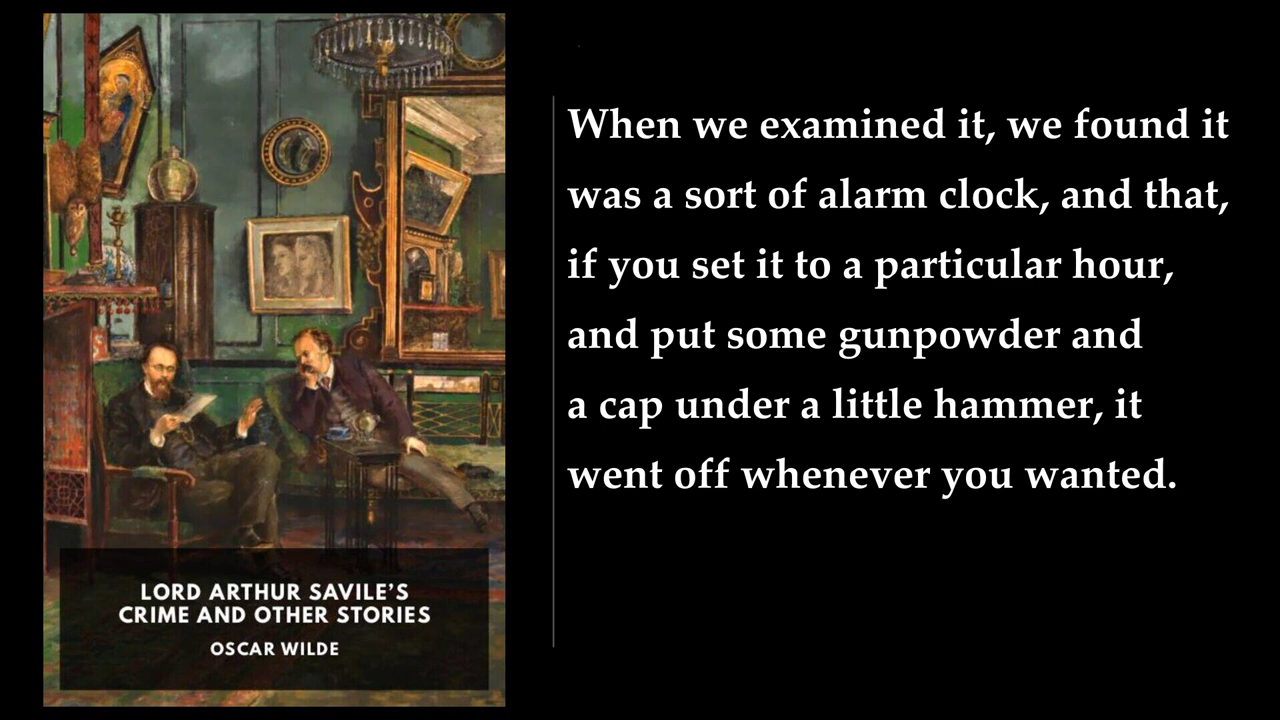 When we examined it, we found it
was a sort of alarm clock, and that,
if you set it to a particular hour,
and put some gunpowder and
a cap under a little hammer, it
went off whenever you wanted.
LORD ARTHUR SAVILE’S
CRIME AND OTHER STORIES
OSCAR WILDE